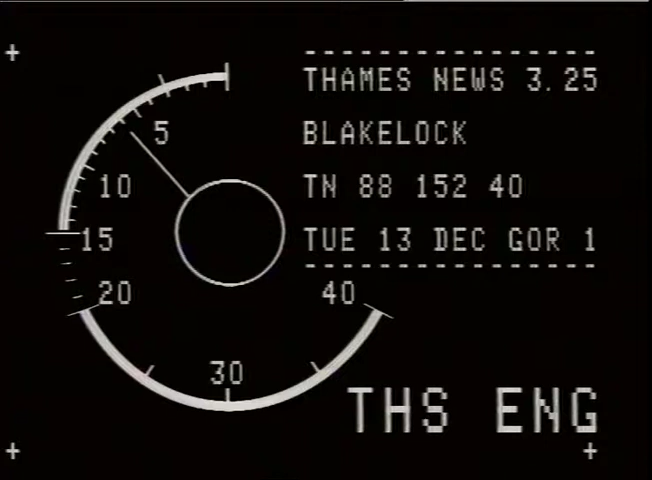 THAMES NEWS 3.25
BLAKELOCK
TN 88 152 40
TUE 13 DEC GOR 1
5
10
15
20
30
40
THS ENG